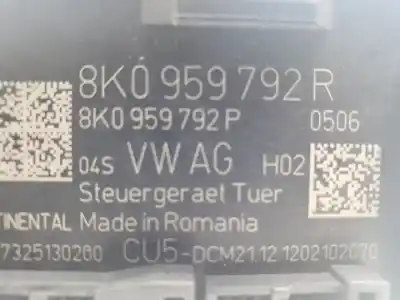 8K0 959 792 R
8K0 959 792 P 0506
04S VW AG H02
Steuergeraet Tuer
TINENTAL Made in Romania
7325130280 CU5-DCM21.12 1202102070